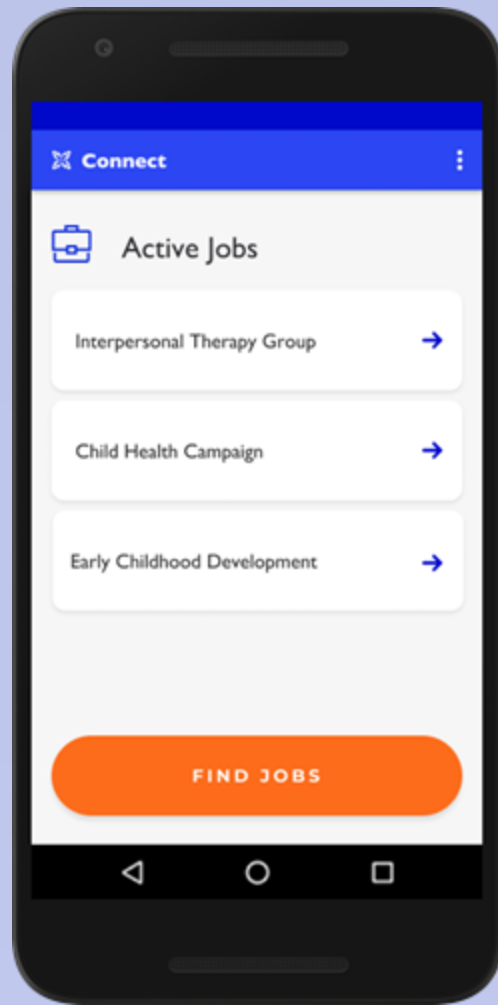 Connect
Active Jobs
Interpersonal Therapy Group
Child Health Campaign
Early Childhood Development
FIND JOBS